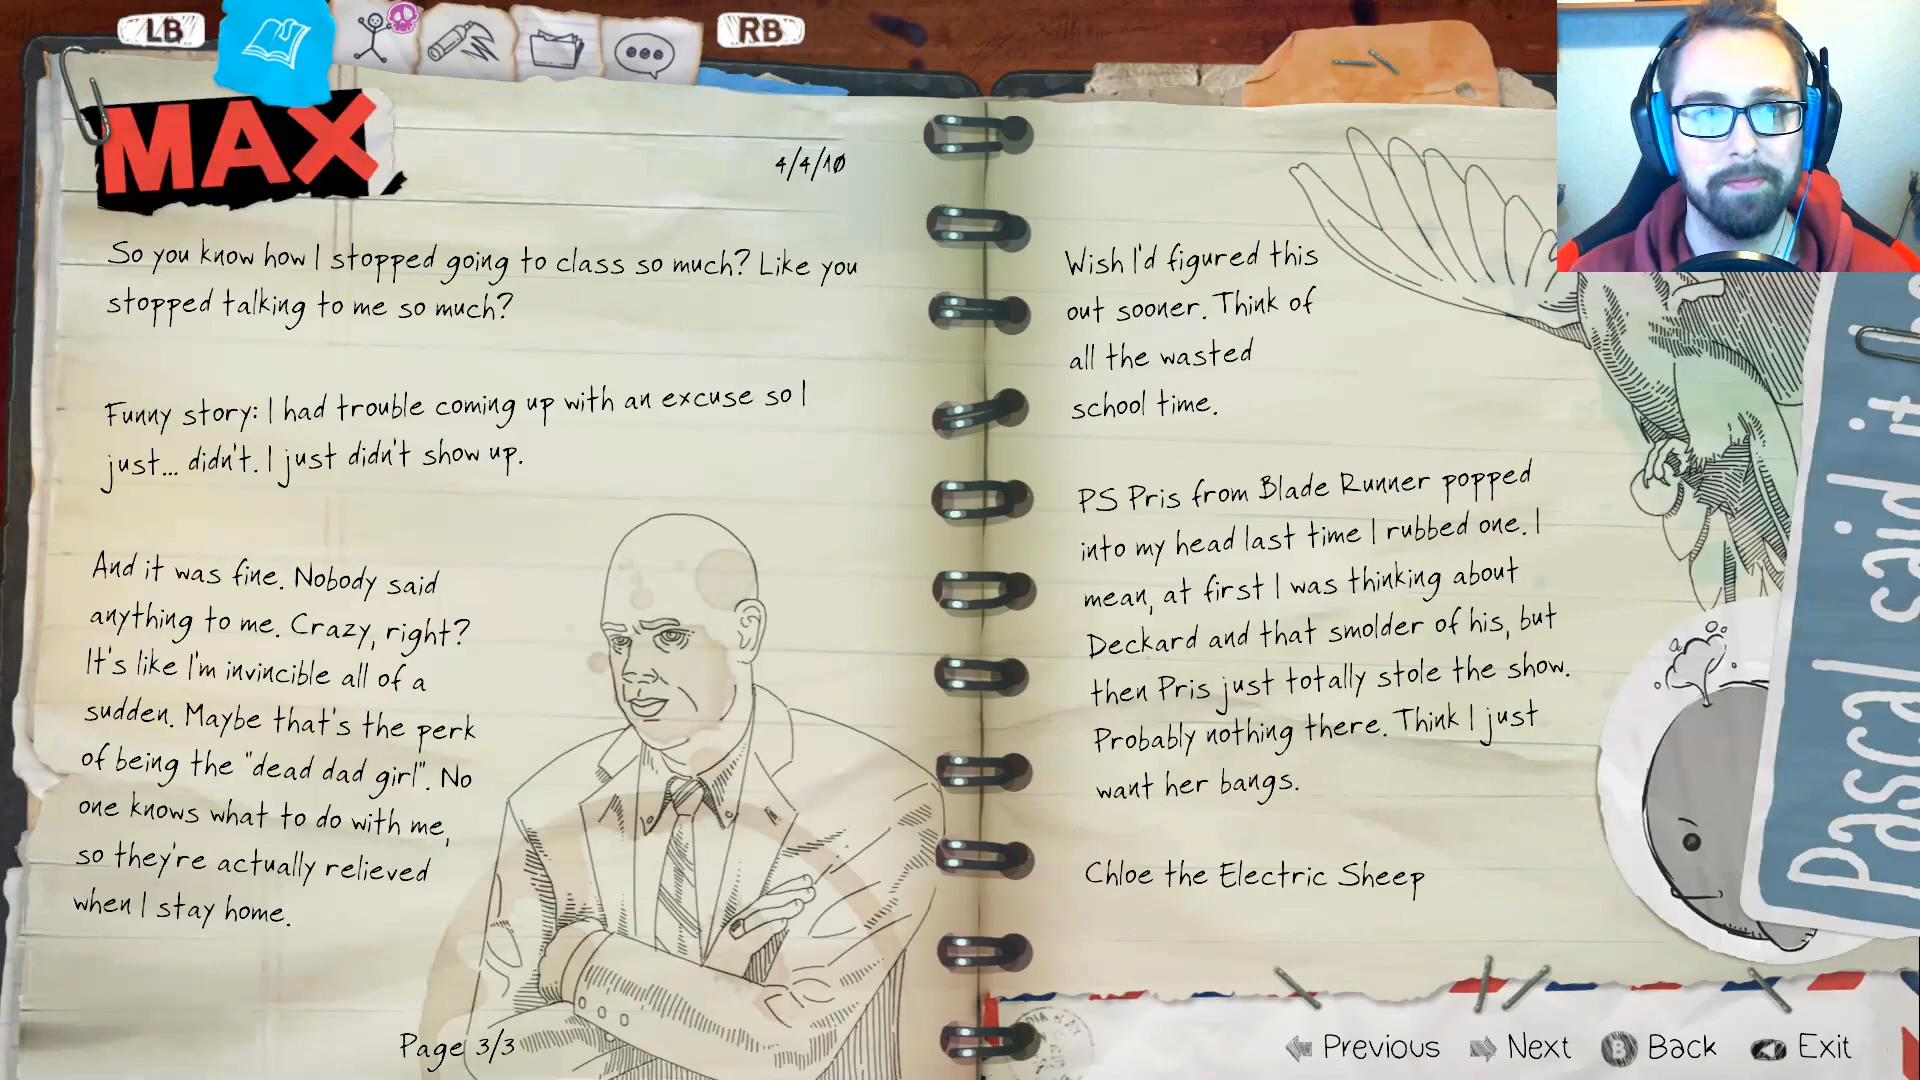 LB
RB
MAX
4/4/10
So you know how I stopped going to class so much? Like you
stopped talking to me so much?
Funny story: I had trouble coming up with an excuse so I
just... didn't. I just didn't show up.
And it was fine. Nobody said
anything to me. Crazy, right?
It's like I'm invincible all of a
sudden. Maybe that's the perk
of being the "dead dad girl". No
one knows what to do with me,
so they're actually relieved
when I stay home.
Page 3/3
Wish I'd figured this
out sooner. Think of
all the wasted
school time.
PS Pris from Blade Runner popped
into my head last time I rubbed one. I
mean, at first I was thinking about
Deckard and that smolder of his, but
then Pris just totally stole the show.
Probably nothing there. Think I just
want her bangs.
Chloe the Electric Sheep
Pascal said it
Previous
Next
B Back
Exit